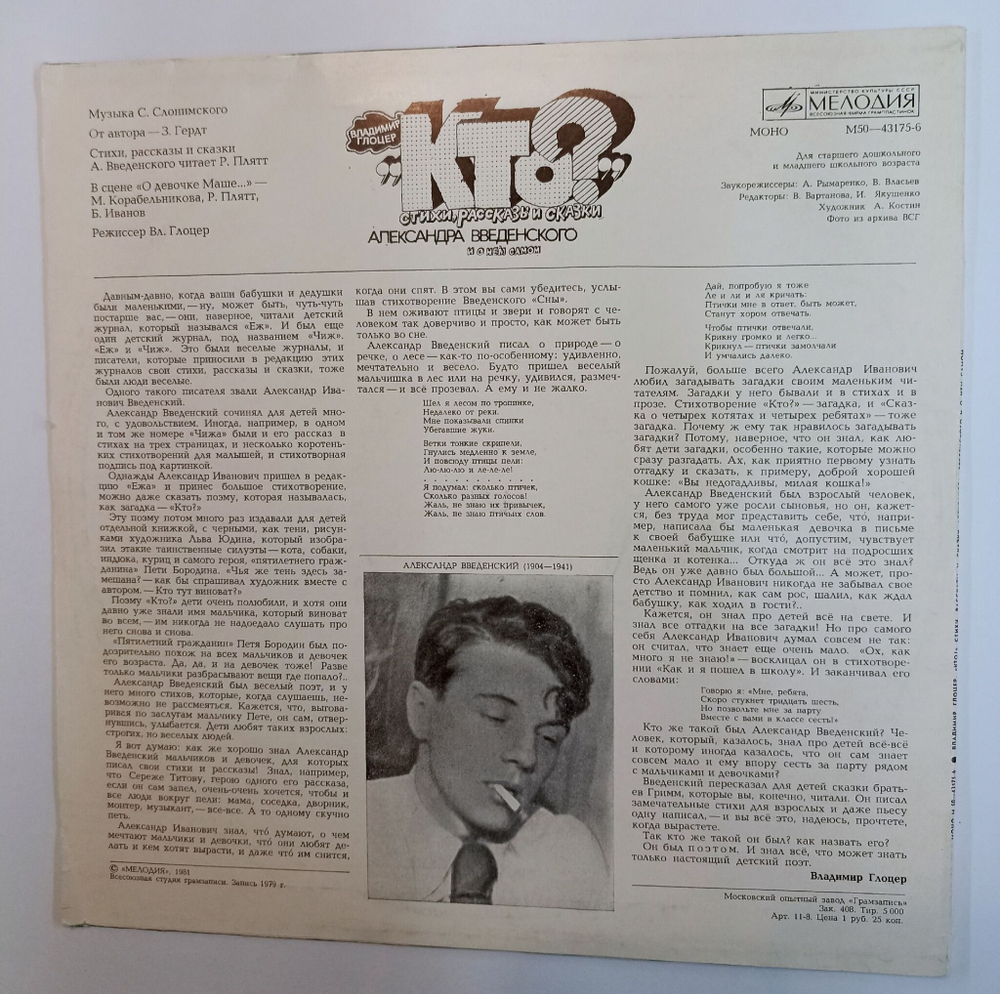 Музыка С. Слонимского
От автора — З. Гердт
Стихи, рассказы и сказки
А. Введенского читает Р. Плятт
В сцене «О девочке Маше...» —
М. Корабельникова, Р. Плятт,
Б. Иванов
Режиссер Вл. Глоцер
ВЛАДИМИР
ГЛОЦЕР
„КТО?”
СТИХИ, РАССКАЗЫ И СКАЗКИ
АЛЕКСАНДРА ВВЕДЕНСКОГО
И О НЕМ САМОМ
МИНИСТЕРСТВО КУЛЬТУРЫ СССР
МЕЛОДИЯ
ВСЕСОЮЗНАЯ ФИРМА ГРАМПЛАСТИНОК
МОНО М50—43175-6
Для старшего дошкольного
и младшего школьного возраста
Звукорежиссеры: А. Рымаренко, В. Власьев
Редакторы: В. Вартанова, И. Якушенко
Художник А. Костин
Фото из архива ВСГ
Давным-давно, когда ваши бабушки и дедушки
были маленькими, — ну, может быть, чуть-чуть
постарше вас, — они, наверное, читали детский
журнал, который назывался «Еж». И был еще
один детский журнал, под названием «Чиж».
«Еж» и «Чиж». Это были веселые журналы, и
писатели, которые приносили в редакцию этих
журналов свои стихи, рассказы и сказки, тоже
были люди веселые.
Одного такого писателя звали Александр Ива-
нович Введенский.
Александр Введенский сочинял для детей мно-
го, с удовольствием. Иногда, например, в одном
и том же номере «Чижа» были и его рассказ в
стихах на трех страницах, и несколько коротень-
ких стихотворений для малышей, и стихотворная
подпись под картинкой.
Однажды Александр Иванович пришел в редак-
цию «Ежа» и принес большое стихотворение,
можно даже сказать поэму, которая называлась,
как загадка — «Кто?»
Эту поэму потом много раз издавали для детей
отдельной книжкой, с черными, как тени, рисун-
ками художника Льва Юдина, который изобра-
зил этакие таинственные силуэты — кота, собаки,
индюка, куриц и самого героя, «пятилетнего граж-
данина» Пети Бородина. «Чья же тень здесь за-
мешана? — как бы спрашивал художник вместе с
автором. — Кто тут виноват?»
Поэму «Кто?» дети очень полюбили, и хотя они
давно уже знали имя мальчика, который виноват
во всем, — им никогда не надоедало слушать про
него снова и снова.
«Пятилетний гражданин» Петя Бородин был по-
дозрительно похож на всех мальчиков и девочек
его возраста. Да, да, и на девочек тоже! Разве
только мальчики разбрасывают вещи где попало?..
Александр Введенский был веселый поэт, и у
него много стихов, которые, когда слушаешь, не-
возможно не рассмеяться. Кажется, что, выгова-
ривая по заслугам мальчику Пете, он сам, отвер-
нувшись, улыбается. Дети любят таких взрослых:
строгих, но веселых людей.
Я вот думаю: как же хорошо знал Александр
Введенский мальчиков и девочек, для которых
писал свои стихи и рассказы! Знал, например,
что Сереже Титову, герою одного его рассказа,
если он сам запел, очень-очень хочется, чтобы и
все люди вокруг пели: мама, соседка, дворник,
монтер, музыкант, — все-все. А то одному скучно
петь.
Александр Иванович знал, что́ думают, о чем
мечтают мальчики и девочки, что они любят де-
лать и кем хотят вырасти, и даже что́ им снится,
Ⓒ «МЕЛОДИЯ», 1981
Всесоюзная студия грамзаписи. Запись 1979 г.
когда они спят. В этом вы сами убедитесь, услы-
шав стихотворение Введенского «Сны».
В нем оживают птицы и звери и говорят с че-
ловеком так доверчиво и просто, как может быть
только во сне.
Александр Введенский писал о природе — о
речке, о лесе — как-то по-особенному: удивленно,
мечтательно и весело. Будто пришел веселый
мальчишка в лес или на речку, удивился, размеч-
тался — и всё прозевал. А ему и не жалко.
Шел я лесом по тропинке,
Недалеко от реки.
Мне показывали спинки
Убегавшие жуки.
Ветки тонкие скрипели,
Гнулись медленно к земле,
И повсюду птицы пели:
Лю-лю-лю и ле-ле-ле!
. . . . . . . . . . . .
Я подумал: сколько птичек,
Сколько разных голосов!
Жаль, не знаю их привычек,
Жаль, не знаю птичьих слов.
АЛЕКСАНДР ВВЕДЕНСКИЙ (1904—1941)
Дай, попробую я тоже
Ле и ли и ля кричать:
Птички мне в ответ, быть может,
Станут хором отвечать.
Чтобы птички отвечали,
Крикну громко и легко...
Крикнул — птички замолчали
И умчались далеко.
Пожалуй, больше всего Александр Иванович
любил загадывать загадки своим маленьким чи-
тателям. Загадки у него бывали и в стихах и в
прозе. Стихотворение «Кто?» — загадка, и «Сказ-
ка о четырех котятах и четырех ребятах» — тоже
загадка. Почему ж ему так нравилось загадывать
загадки? Потому, наверное, что он знал, как лю-
бят дети загадки, особенно такие, которые можно
сразу разгадать. Ах, как приятно первому узнать
отгадку и сказать, к примеру, доброй хорошей
кошке: «Вы недогадливы, милая кошка!»
Александр Введенский был взрослый человек,
у него самого уже росли сыновья, но он, кажет-
ся, без труда мог представить себе, что́, напри-
мер, написала бы маленькая девочка в письме
к своей бабушке или что́, допустим, чувствует
маленький мальчик, когда смотрит на подросших
щенка и котенка... Откуда ж он всё это знал?
Ведь он уже давно был большой... А может, про-
сто Александр Иванович никогда не забывал свое
детство и помнил, как сам рос, шалил, как ждал
бабушку, как ходил в гости?..
Кажется, он знал про детей всё на свете. И
знал все отгадки на все загадки! Но про самого
себя Александр Иванович думал совсем не так:
он считал, что знает еще очень мало. «Ох, как
много я не знаю!» — восклицал он в стихотворе-
нии «Как и я пошел в школу». И заканчивал его
словами:
Говорю я: «Мне, ребята,
Скоро стукнет тридцать шесть,
Но позвольте мне за парту
Вместе с вами в классе сесть!»
Кто же такой был Александр Введенский? Че-
ловек, который, казалось, знал про детей всё-всё
и которому иногда казалось, что он сам знает
совсем мало и ему впору сесть за парту рядом
с мальчиками и девочками?
Введенский пересказал для детей сказки брать-
ев Гримм, которые вы, конечно, читали. Он писал
замечательные стихи для взрослых и даже пьесу
одну написал, — и вы всё это, надеюсь, прочтете,
когда вырастете.
Так кто же такой он был? как назвать его?
Он был поэтом. И знал всё, что может знать
только настоящий детский поэт.
Владимир Глоцер
Московский опытный завод «Грамзапись»
Зак. 408. Тир. 5 000
Арт. 11-8. Цена 1 руб. 25 коп.